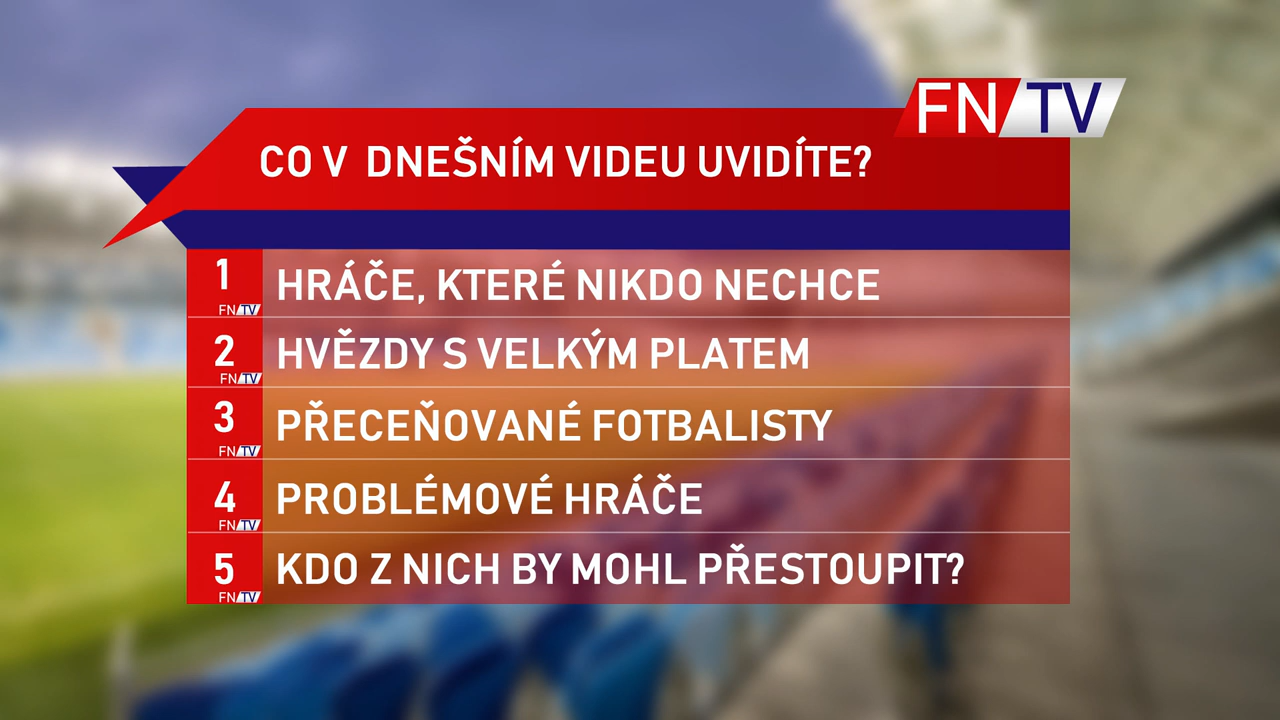 FN/TV
CO V DNEŠNÍM VIDEU UVIDÍTE?
1 HRÁČE, KTERÉ NIKDO NECHCE
FN/TV
2 HVĚZDY S VELKÝM PLATEM
FN/TV
3 PŘECEŇOVANÉ FOTBALISTY
FN/TV
4 PROBLÉMOVÉ HRÁČE
FN/TV
5 KDO Z NICH BY MOHL PŘESTOUPIT?
FN/TV